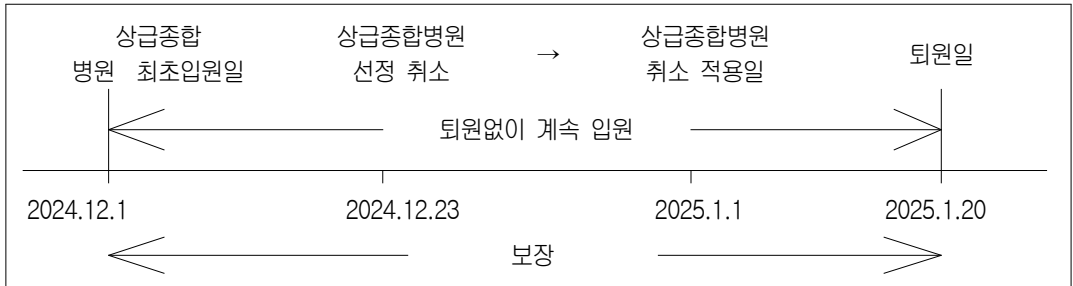 상급종합 상급종합병원 → 상급종합병원 퇴원일
병원 최초입원일 선정 취소 취소 적용일
퇴원없이 계속 입원
2024.12.1 2024.12.23 2025.1.1 2025.1.20
보장